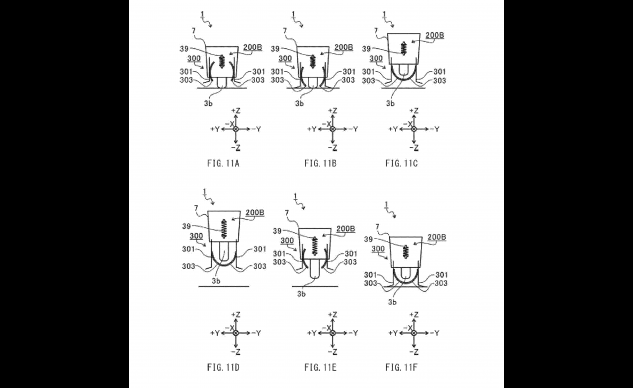 1 1 1
7 7 7
39 200B 39 200B 39 200B
300 300 300
301 301 301 301 301 301
303 303 303 303 303 303
3b 3b 3b
+Z +Z +Z
+Y -X -Y +Y -X -Y +Y -X -Y
-Z -Z -Z
FIG. 11A FIG. 11B FIG. 11C
1 1 1
7 7 7
39 200B 39 200B 39 200B
300 300 300
301 301 301 301 301 301
303 303 303 303 303 303
3b 3b 3b
+Z +Z +Z
+Y -X -Y +Y -X -Y +Y -X -Y
-Z -Z -Z
FIG. 11D FIG. 11E FIG. 11F